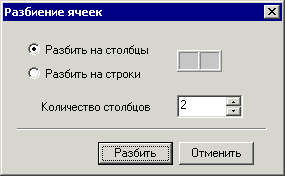 Разбиение ячеек
Разбить на столбцы
Разбить на строки
Количество столбцов 2
Разбить Отменить